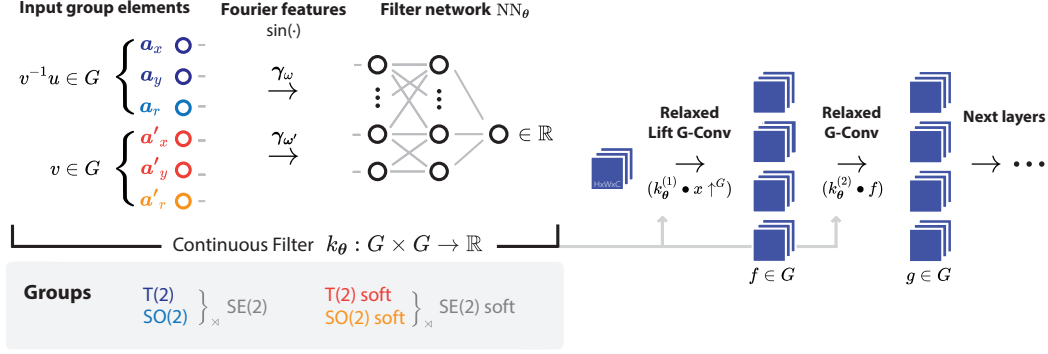 Input group elements
Fourier features
sin(·)
Filter network NN_θ
v⁻¹u ∈ G
a_x
a_y
a_r
γ_ω
v ∈ G
a'_x
a'_y
a'_r
γ_ω'
∈ ℝ
Continuous Filter k_θ : G × G → ℝ
HxWxC
Relaxed
Lift G-Conv
(k_θ^(1) • x ↑^G)
f ∈ G
Relaxed
G-Conv
(k_θ^(2) • f)
g ∈ G
Next layers
Groups
T(2)
SO(2)
⋊ SE(2)
T(2) soft
SO(2) soft
⋊ SE(2) soft